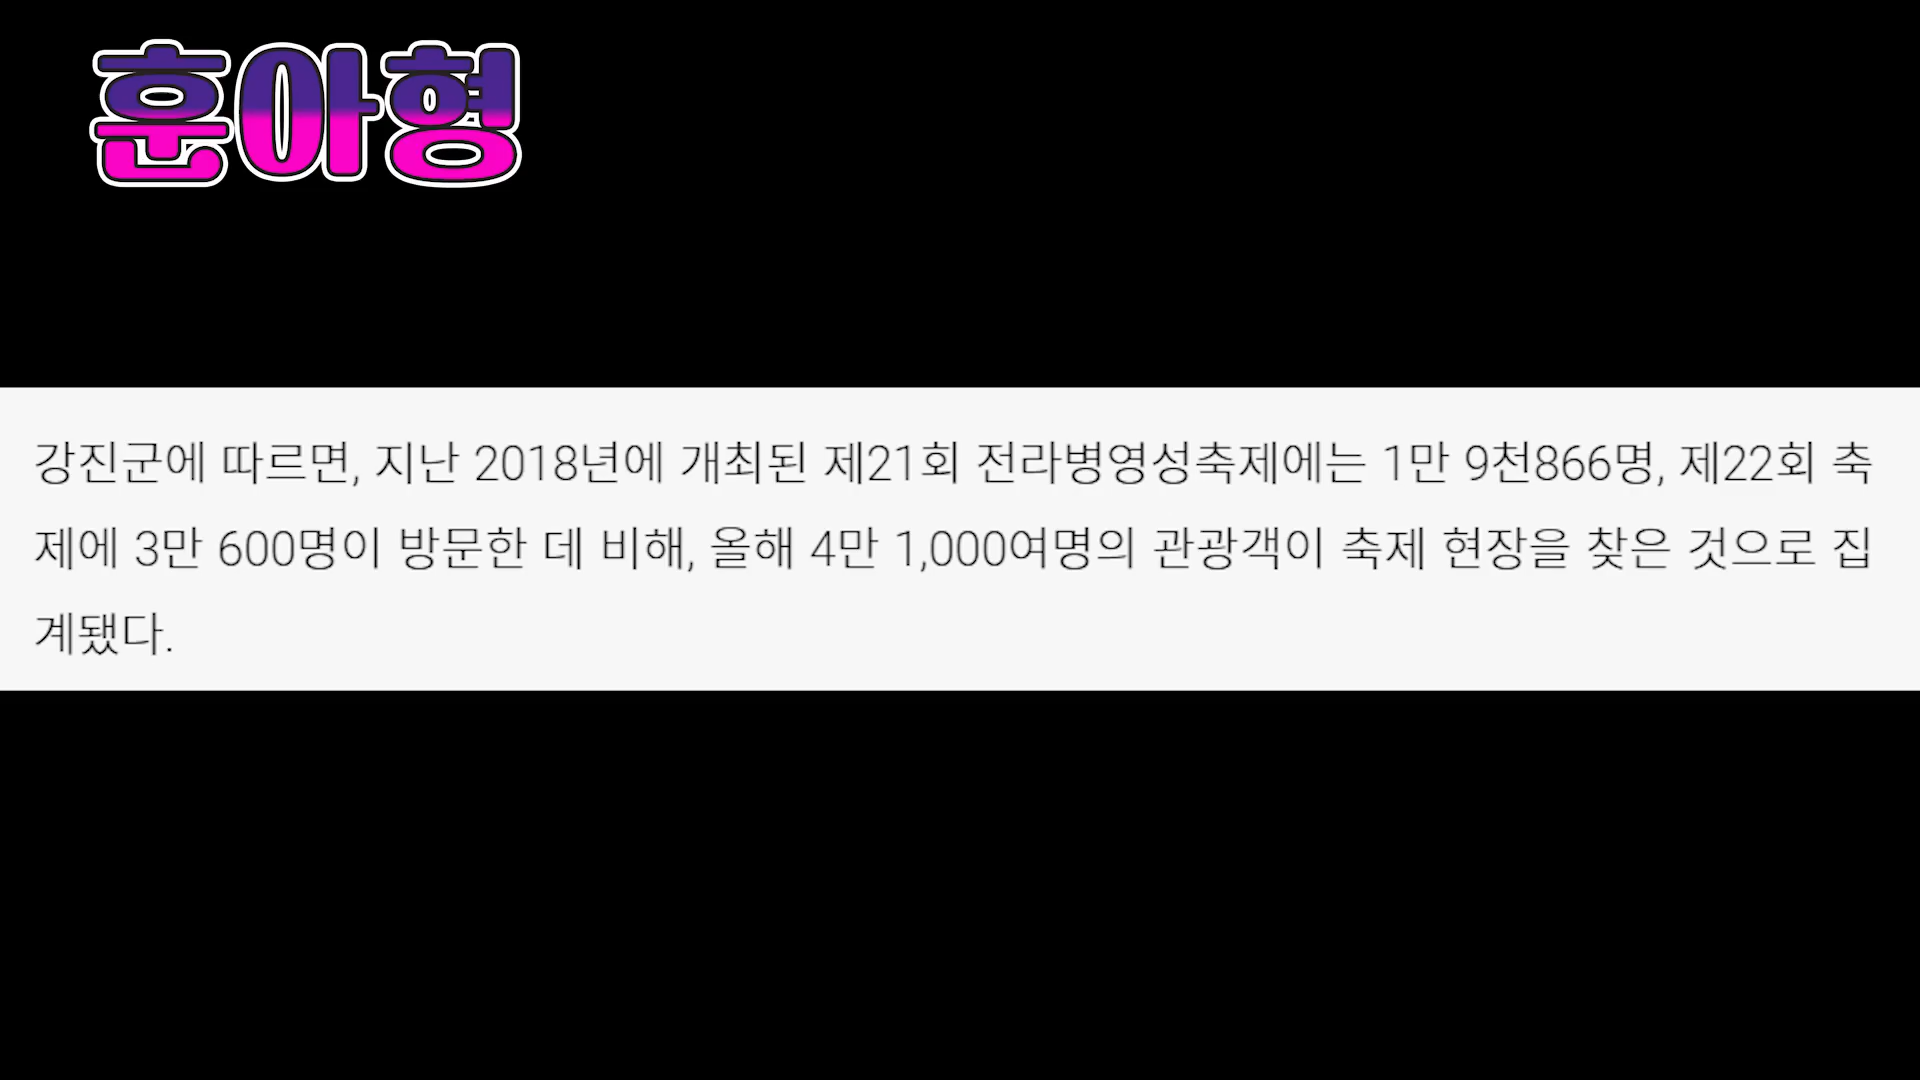 훈아형
강진군에 따르면, 지난 2018년에 개최된 제21회 전라병영성축제에는 1만 9천866명, 제22회 축
제에 3만 600명이 방문한 데 비해, 올해 4만 1,000여명의 관광객이 축제 현장을 찾은 것으로 집
계됐다.